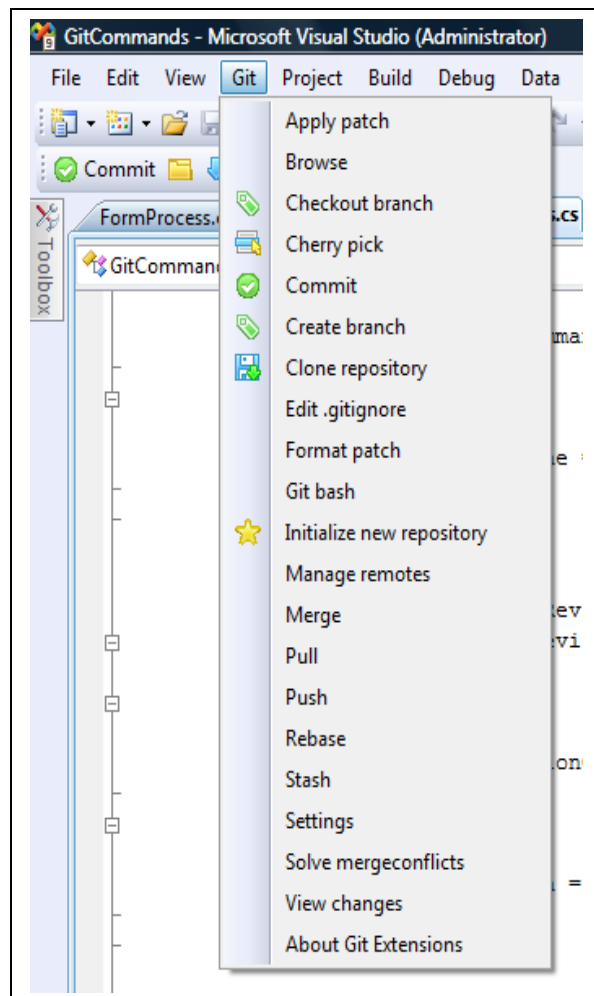 GitCommands - Microsoft Visual Studio (Administrator)
File Edit View Git Project Build Debug Data
Commit
Toolbox
Apply patch
Browse
Checkout branch
Cherry pick
Commit
Create branch
Clone repository
Edit .gitignore
Format patch
Git bash
Initialize new repository
Manage remotes
Merge
Pull
Push
Rebase
Stash
Settings
Solve mergeconflicts
View changes
About Git Extensions